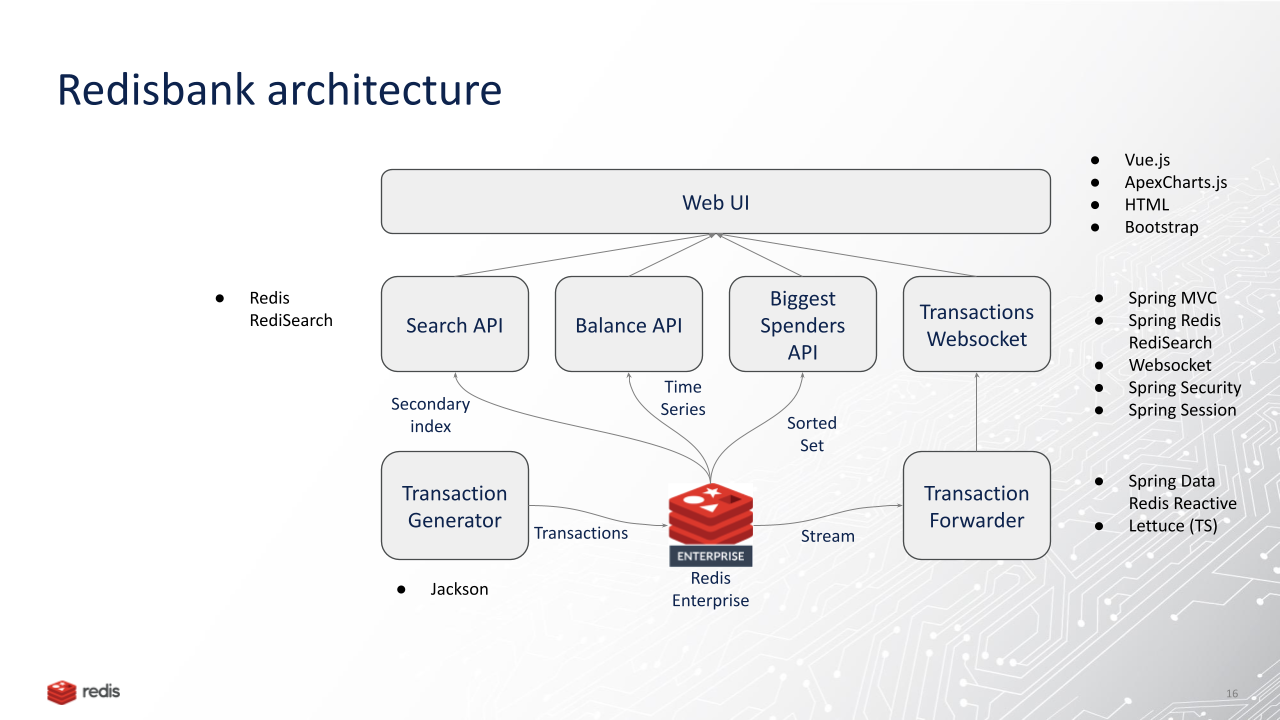 Redisbank architecture
Web UI
● Vue.js
● ApexCharts.js
● HTML
● Bootstrap
● Redis
RediSearch
Search API
Balance API
Biggest
Spenders
API
Transactions
Websocket
● Spring MVC
● Spring Redis
RediSearch
● Websocket
● Spring Security
● Spring Session
Secondary
index
Time
Series
Sorted
Set
Transaction
Generator
Transactions
ENTERPRISE
Redis
Enterprise
Stream
Transaction
Forwarder
● Spring Data
Redis Reactive
● Lettuce (TS)
● Jackson
redis
16